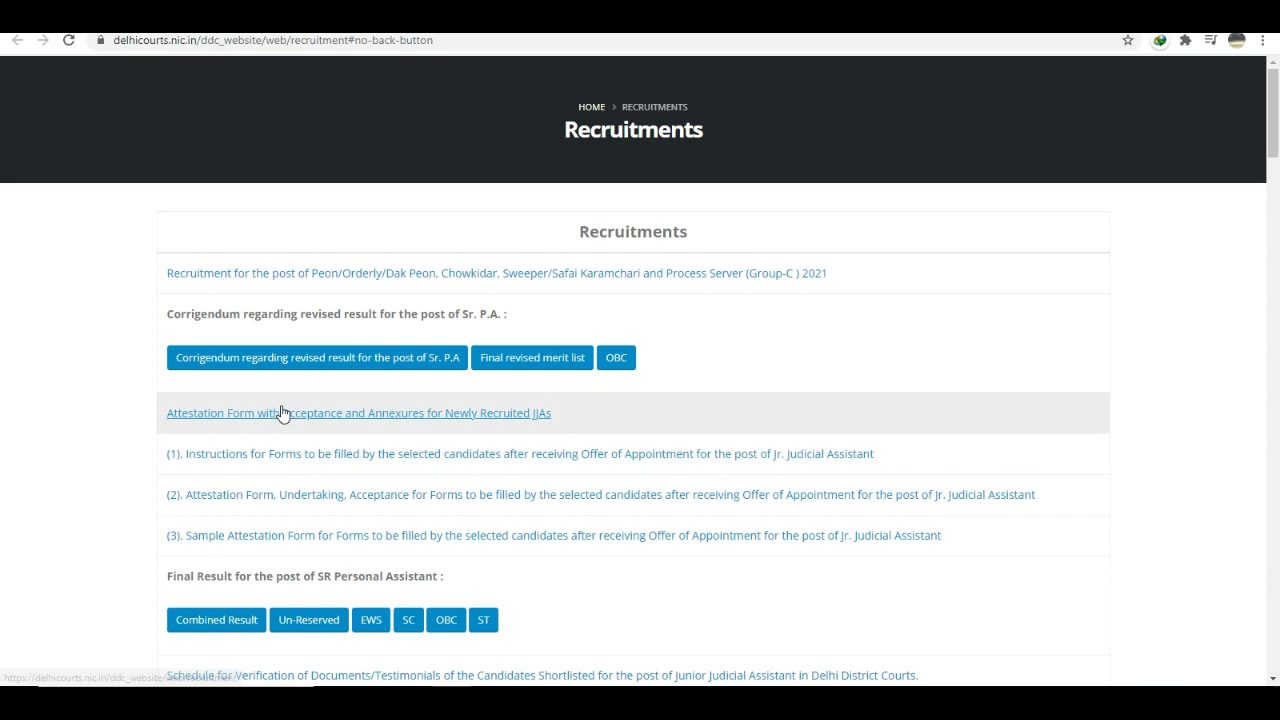 delhicourts.nic.in/ddc_website/web/recruitment#no-back-button
HOME > RECRUITMENTS
Recruitments
Recruitments
Recruitment for the post of Peon/Orderly/Dak Peon, Chowkidar, Sweeper/Safai Karamchari and Process Server (Group-C ) 2021
Corrigendum regarding revised result for the post of Sr. P.A. :
Corrigendum regarding revised result for the post of Sr. P.A Final revised merit list OBC
Attestation Form with Acceptance and Annexures for Newly Recruited JJAs
(1). Instructions for Forms to be filled by the selected candidates after receiving Offer of Appointment for the post of Jr. Judicial Assistant
(2). Attestation Form, Undertaking, Acceptance for Forms to be filled by the selected candidates after receiving Offer of Appointment for the post of Jr. Judicial Assistant
(3). Sample Attestation Form for Forms to be filled by the selected candidates after receiving Offer of Appointment for the post of Jr. Judicial Assistant
Final Result for the post of SR Personal Assistant :
Combined Result Un-Reserved EWS SC OBC ST
Schedule for Verification of Documents/Testimonials of the Candidates Shortlisted for the post of Junior Judicial Assistant in Delhi District Courts.
https://delhicourts.nic.in/ddc_website/web/recruitment